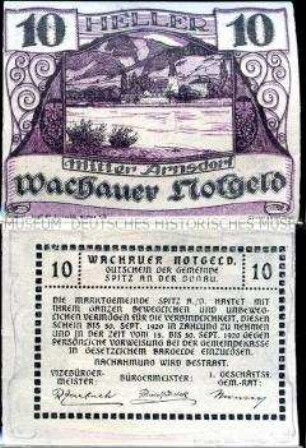 10 HELLER 10
Mitter Arnsdorf
Wachauer Notgeld
MUSEUM DEUTSCHES HISTORISCHES MUSE
WACHAUER NOTGELD.
10 GUTSCHEIN DER GEMEINDE 10
SPITZ AN DER DONAU.
DIE MARKTGEMEINDE SPITZ A./D. HAFTET MIT
IHREM GANZEN BEWEGLICHEN UND UNBEWEG-
LICHEN VERMÖGEN FÜR DIE VERBINDLICHKEIT, DIESEN
SCHEIN BIS 30. SEPT. 1920 IN ZAHLUNG ZU NEHMEN
UND IN DER ZEIT VOM 15. BIS 30. SEPT. 1920 GEGEN
PERSÖNLICHE VORWEISUNG BEI DER GEMEINDEKASSE
IN GESETZLICHEM BARGELDE EINZULÖSEN.
NACHAHMUNG WIRD BESTRAFT.
VIZEBÜRGER- BÜRGERMEISTER: 1. GESCHÄFTSF.
MEISTER: GEM.-RAT: